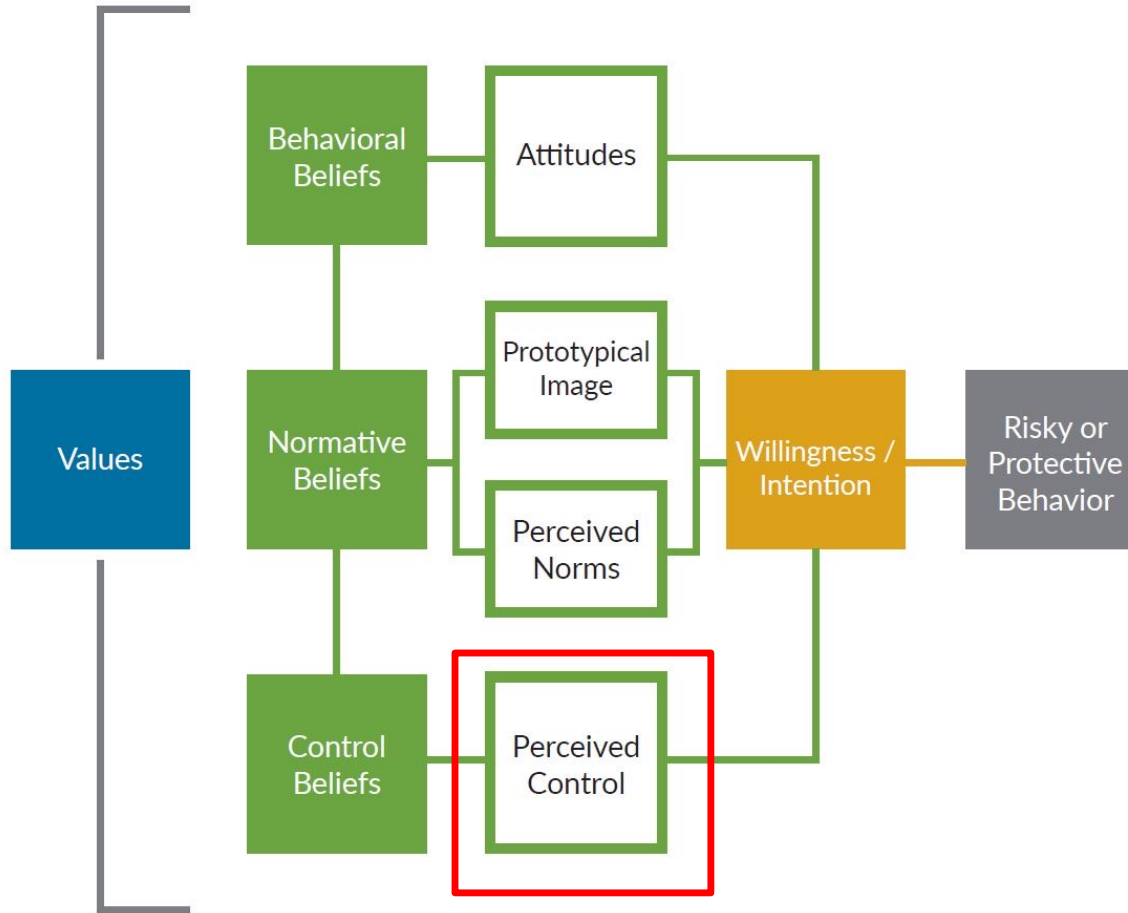 Behavioral
Beliefs
Attitudes
Prototypical
Image
Values
Normative
Beliefs
Willingness /
Intention
Risky or
Protective
Behavior
Perceived
Norms
Control
Beliefs
Perceived
Control